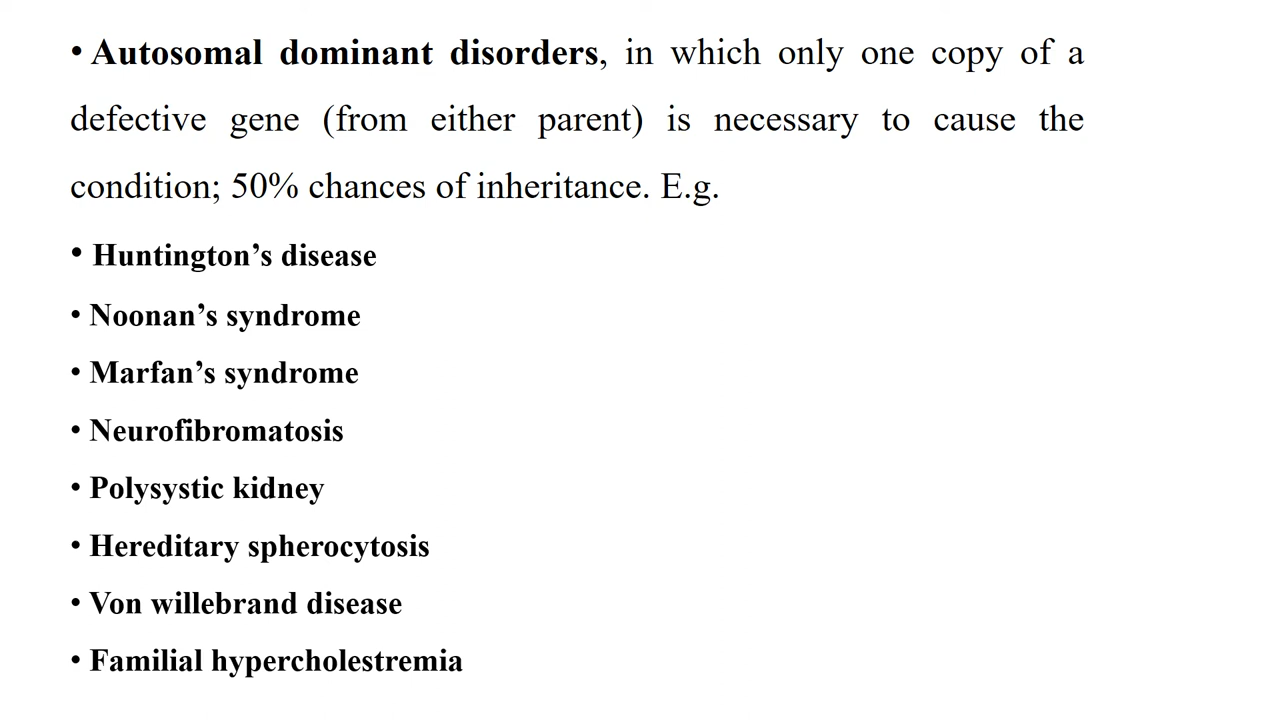 • Autosomal dominant disorders, in which only one copy of a
defective gene (from either parent) is necessary to cause the
condition; 50% chances of inheritance. E.g.
• Huntington’s disease
• Noonan’s syndrome
• Marfan’s syndrome
• Neurofibromatosis
• Polysystic kidney
• Hereditary spherocytosis
• Von willebrand disease
• Familial hypercholestremia